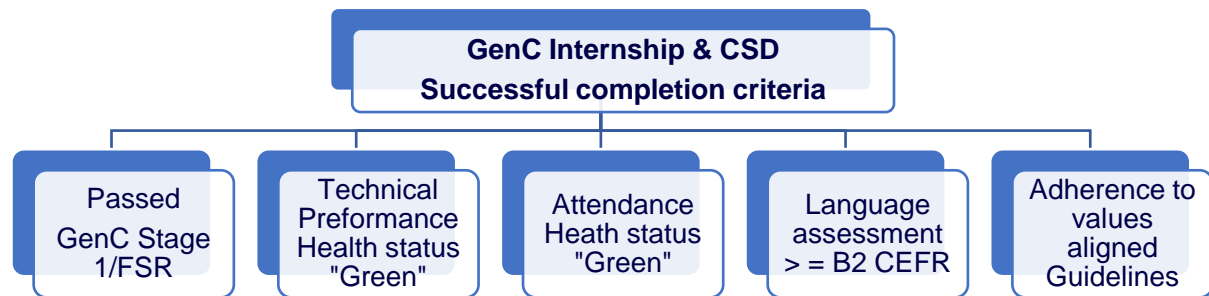 GenC Internship & CSD
Successful completion criteria
Passed
GenC Stage
1/FSR
Technical
Preformance
Health status
"Green"
Attendance
Heath status
"Green"
Language
assessment
> = B2 CEFR
Adherence to
values
aligned
Guidelines